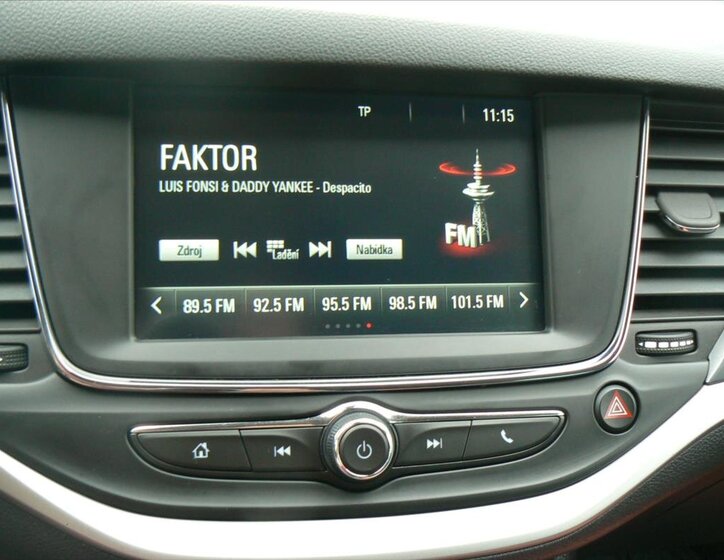 TP 11:15
FAKTOR
LUIS FONSI & DADDY YANKEE - Despacito
FM
Zdroj Ladění Nabídka
89.5 FM 92.5 FM 95.5 FM 98.5 FM 101.5 FM